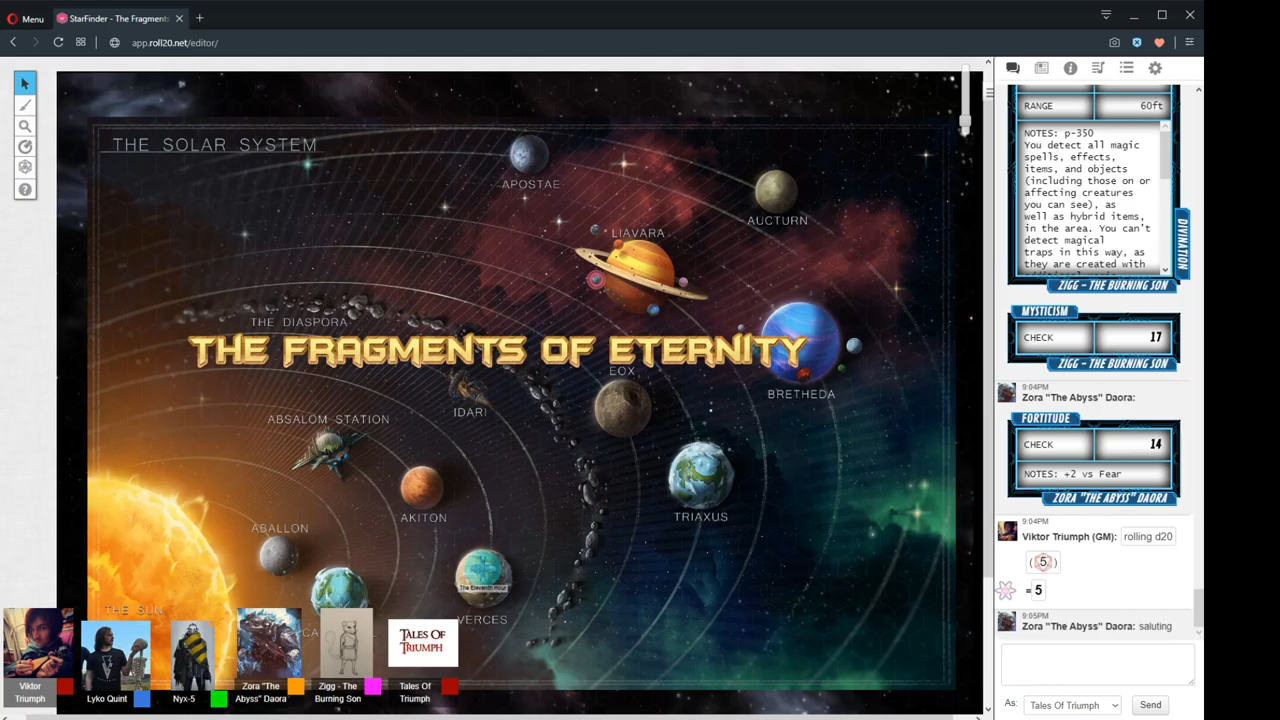 Menu
StarFinder - The Fragments
app.roll20.net/editor/
THE SOLAR SYSTEM
APOSTAE
AUCTURN
LIAVARA
THE DIASPORA
THE FRAGMENTS OF ETERNITY
EOX
BRETHEDA
IDARI
ABSALOM STATION
AKITON
TRIAXUS
ABALLON
The Eleventh Hour
THE SUN
VERCES
Viktor Triumph
Lyko Quint
Nyx-5
Zora "The Abyss" Daora
Zigg - The Burning Son
TALES OF TRIUMPH
Tales Of Triumph
RANGE 60ft
NOTES: p-350
You detect all magic
spells, effects,
items, and objects
(including those on or
affecting creatures
you can see), as
well as hybrid items,
in the area. You can't
detect magical
traps in this way, as
they are created with
DIVINATION
ZIGG - THE BURNING SON
MYSTICISM
CHECK 17
ZIGG - THE BURNING SON
9:04PM
Zora "The Abyss" Daora:
FORTITUDE
CHECK 14
NOTES: +2 vs Fear
ZORA "THE ABYSS" DAORA
9:04PM
Viktor Triumph (GM): rolling d20
(5)
= 5
9:05PM
Zora "The Abyss" Daora: saluting
As: Tales Of Triumph Send